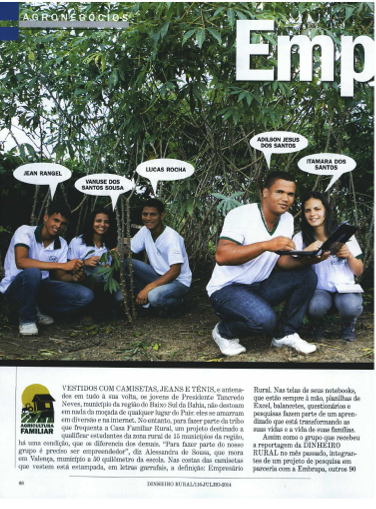 AGRONEGÓCIOS
Emp
JEAN RANGEL
VANUSE DOS
SANTOS SOUSA
LUCAS ROCHA
ADILSON JESUS
DOS SANTOS
ITAMARA DOS
SANTOS
AGRICULTURA
FAMILIAR
VESTIDOS COM CAMISETAS, JEANS E TÊNIS, e antena-
dos em tudo à sua volta, os jovens de Presidente Tancredo
Neves, município da região do Baixo Sul da Bahia, não destoam
em nada da moçada de qualquer lugar do País: eles se amarram
em diversão e na internet. No entanto, para fazer parte da tribo
que frequenta a Casa Familiar Rural, um projeto destinado a
qualificar estudantes da zona rural de 15 municípios da região,
há uma condição, que os diferencia dos demais. "Para fazer parte do nosso
grupo é preciso ser empreendedor", diz Alessandra de Sousa, que mora
em Valença, município a 50 quilômetros da escola. Nas costas das camisetas
que vestem está estampada, em letras garrafais, a definição: Empresário
Rural. Nas telas de seus notebooks,
que estão sempre à mão, planilhas de
Excel, balancetes, questionários e
pesquisas fazem parte de um apren-
dizado que está transformando as
suas vidas e a vida de suas famílias.
Assim como o grupo que recebeu
a reportagem da DINHEIRO
RURAL no mês passado, integran-
tes de um projeto de pesquisa em
parceria com a Embrapa, outros 90
DINHEIRO RURAL/116-JULHO-2014